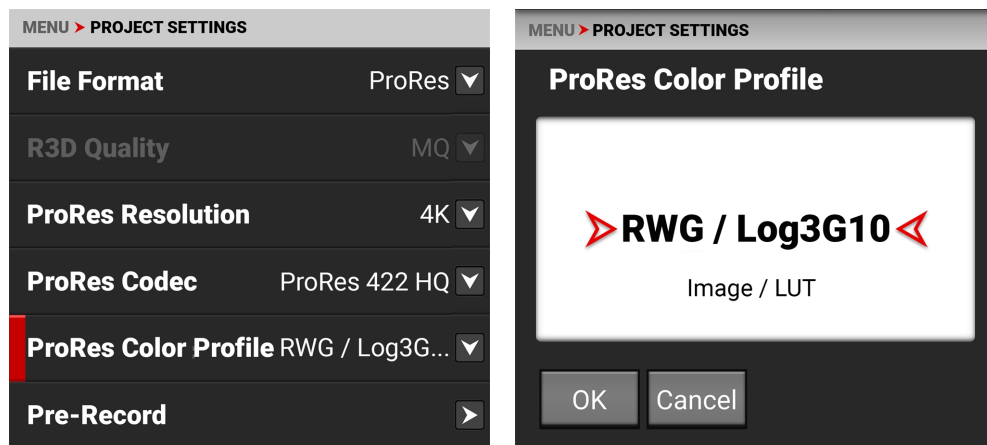 MENU PROJECT SETTINGS
File Format ProRes
R3D Quality MQ
ProRes Resolution 4K
ProRes Codec ProRes 422 HQ
ProRes Color Profile RWG / Log3G...
Pre-Record
MENU PROJECT SETTINGS
ProRes Color Profile
RWG / Log3G10
Image / LUT
OK Cancel